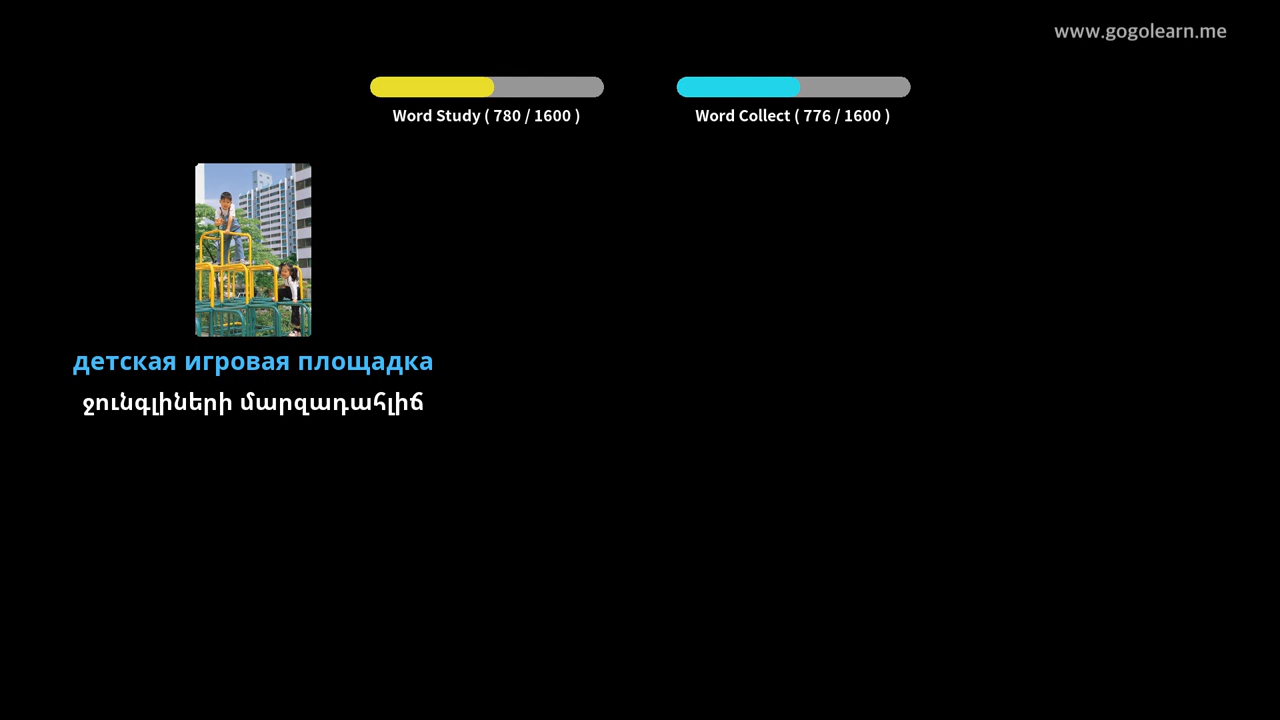 www.gogolearn.me
Word Study ( 780 / 1600 )
Word Collect ( 776 / 1600 )
детская игровая площадка
ջունգլիների մարզադահլիճ